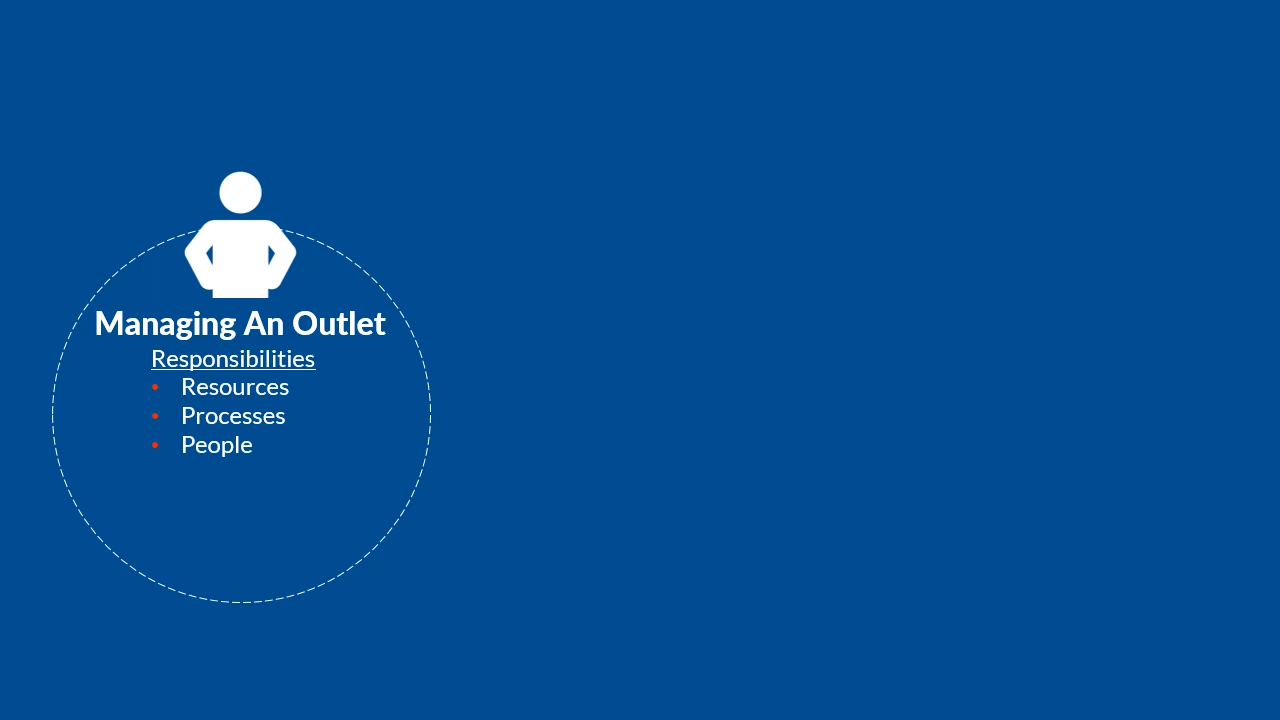 Managing An Outlet
Responsibilities
• Resources
• Processes
• People